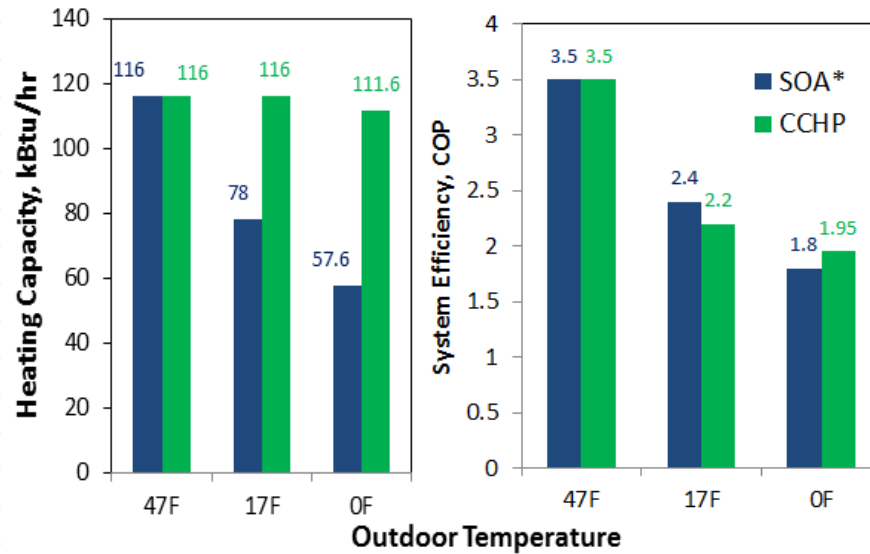 Heating Capacity, kBtu/hr
140
120
100
80
60
40
20
0
116
116
78
116
57.6
111.6
47F
17F
0F
System Efficiency, COP
4
3.5
3
2.5
2
1.5
1
0.5
0
3.5
3.5
2.4
2.2
1.8
1.95
SOA*
CCHP
47F
17F
0F
Outdoor Temperature